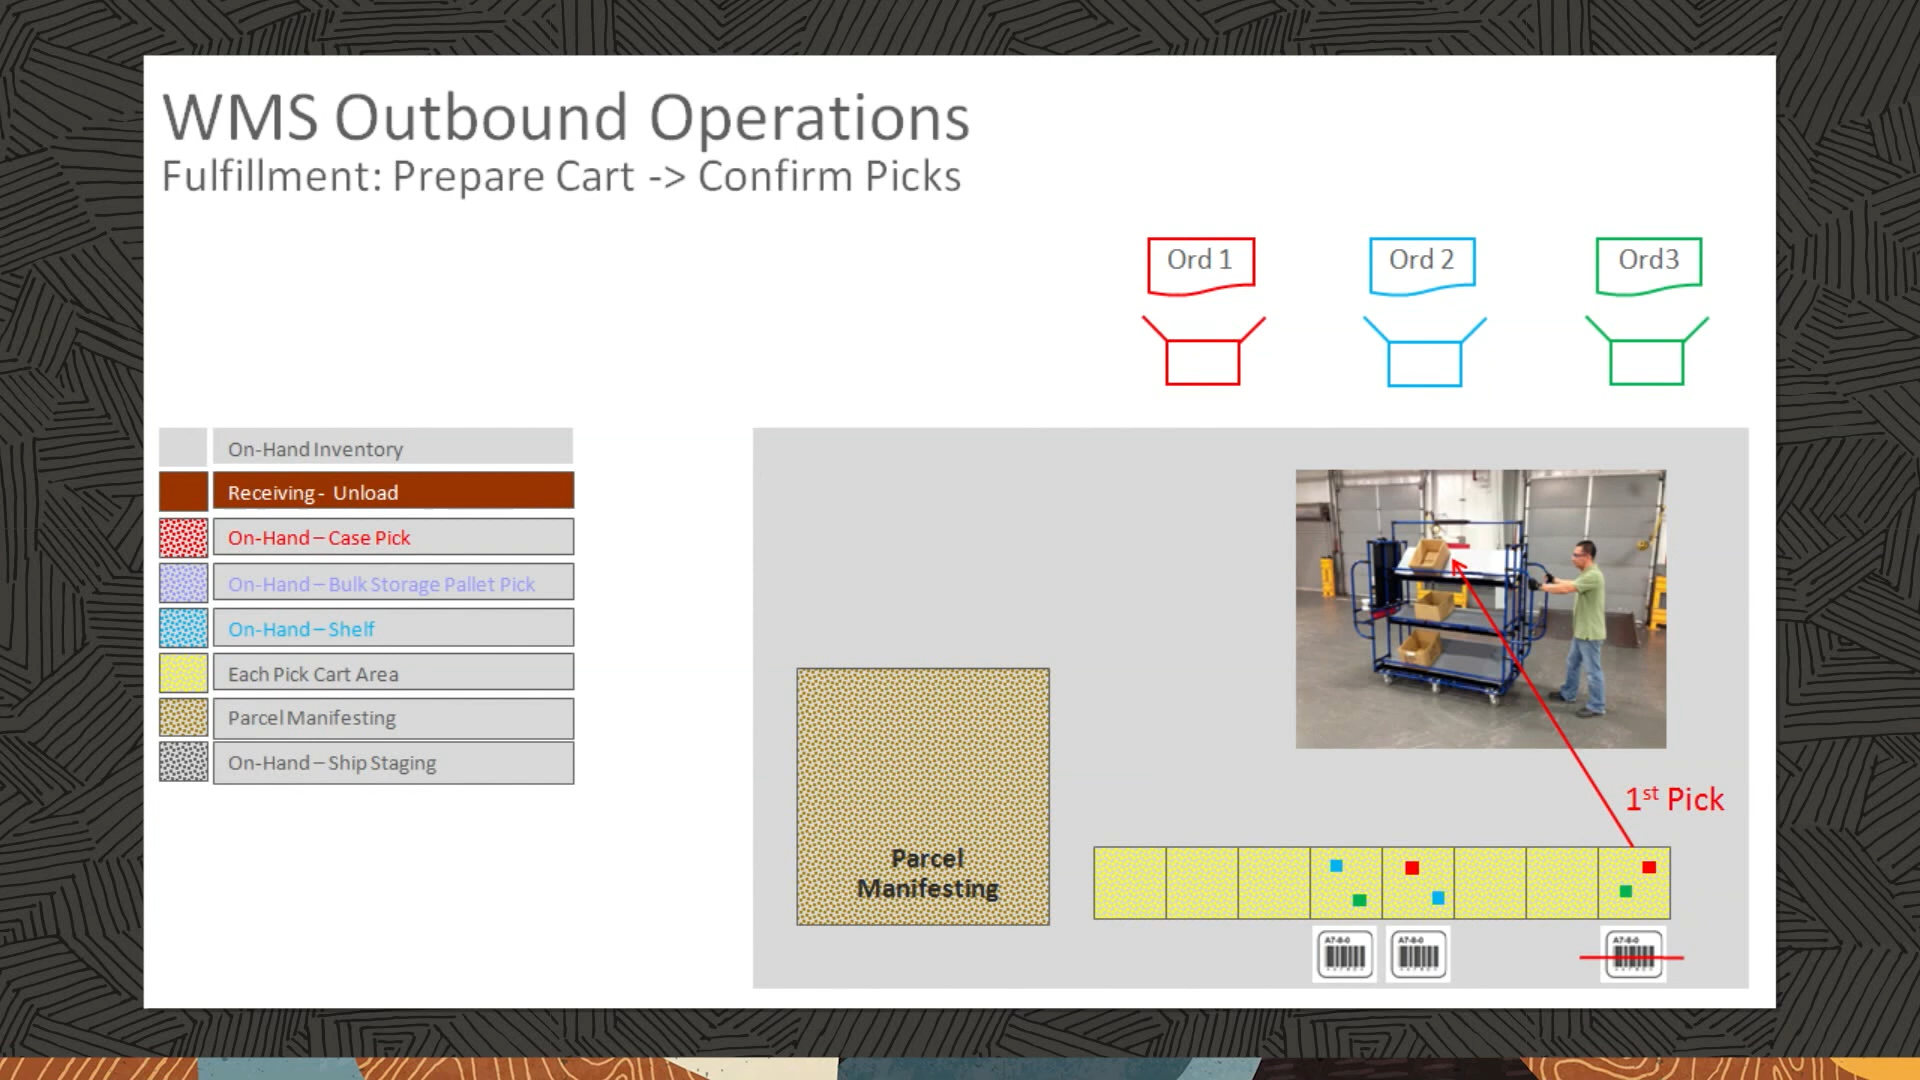 WMS Outbound Operations
Fulfillment: Prepare Cart -> Confirm Picks
Ord 1
Ord 2
Ord3
On-Hand Inventory
Receiving - Unload
On-Hand – Case Pick
On-Hand – Bulk Storage Pallet Pick
On-Hand – Shelf
Each Pick Cart Area
Parcel Manifesting
On-Hand – Ship Staging
1st Pick
Parcel
Manifesting
A7-8-0
A7-8-0
A7-8-0